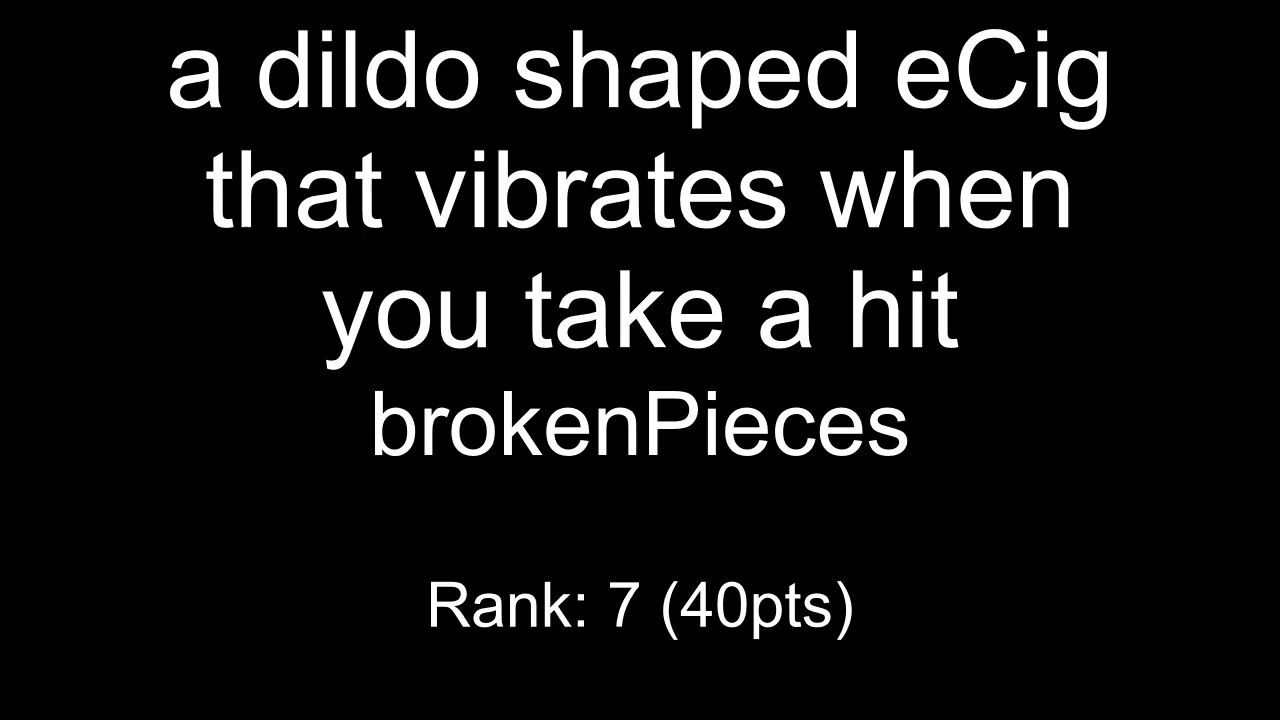 a dildo shaped eCig
that vibrates when
you take a hit
brokenPieces
Rank: 7 (40pts)